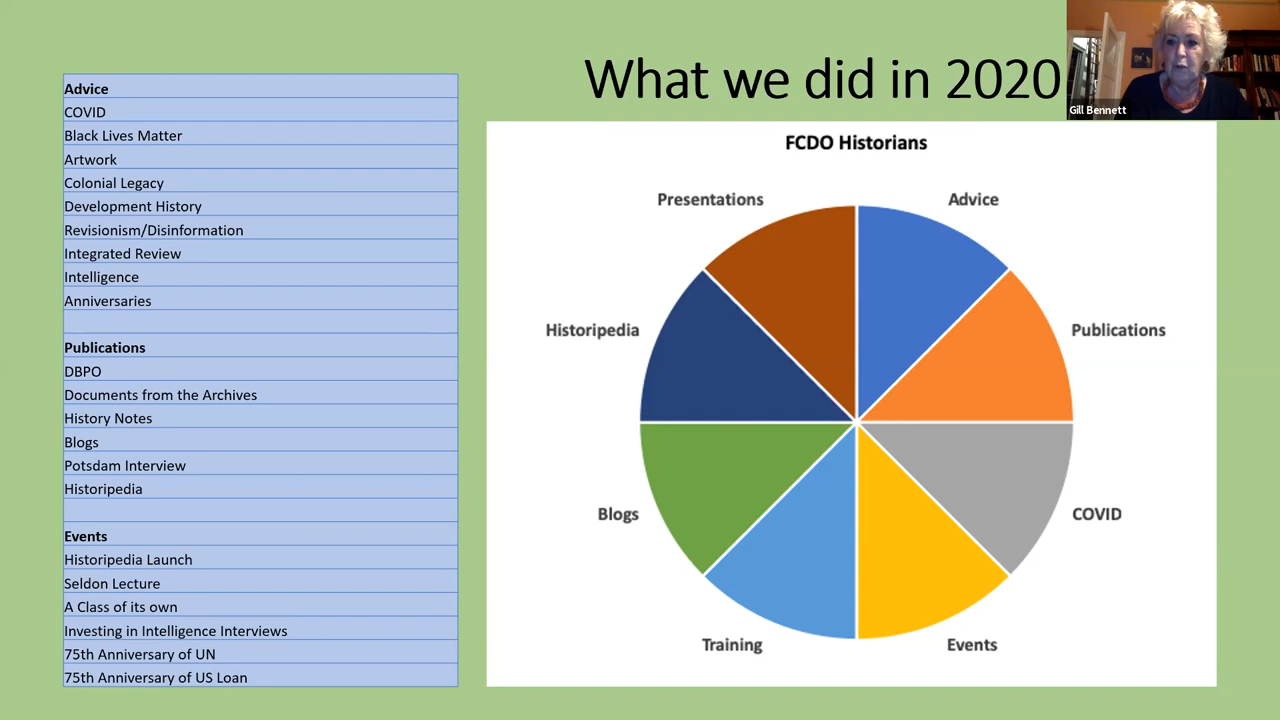 What we did in 2020
Gill Bennett
Advice
COVID
Black Lives Matter
Artwork
Colonial Legacy
Development History
Revisionism/Disinformation
Integrated Review
Intelligence
Anniversaries
Publications
DBPO
Documents from the Archives
History Notes
Blogs
Potsdam Interview
Historipedia
Events
Historipedia Launch
Seldon Lecture
A Class of its own
Investing in Intelligence Interviews
75th Anniversary of UN
75th Anniversary of US Loan
FCDO Historians
Presentations
Advice
Historipedia
Publications
Blogs
COVID
Training
Events